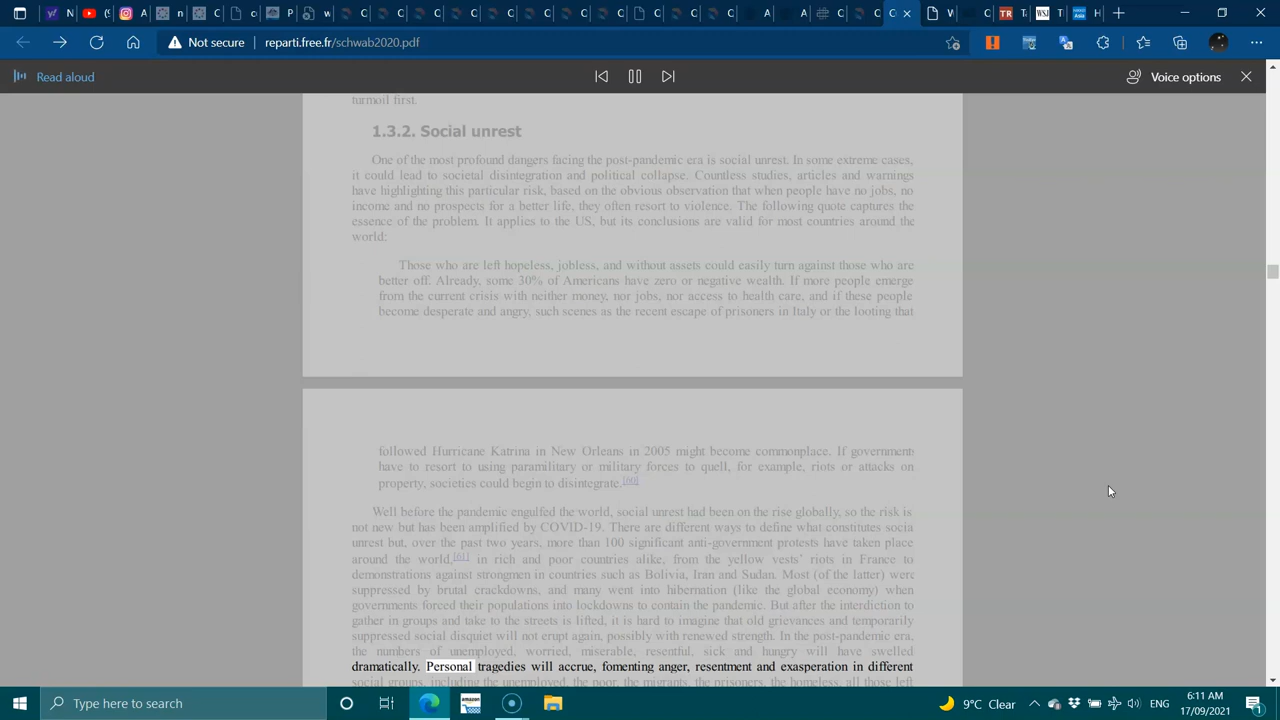 Not secure
reparti.free.fr/schwab2020.pdf
Read aloud
Voice options
turmoil first.
1.3.2. Social unrest
One of the most profound dangers facing the post-pandemic era is social unrest. In some extreme cases,
it could lead to societal disintegration and political collapse. Countless studies, articles and warnings
have highlighting this particular risk, based on the obvious observation that when people have no jobs, no
income and no prospects for a better life, they often resort to violence. The following quote captures the
essence of the problem. It applies to the US, but its conclusions are valid for most countries around the
world:
Those who are left hopeless, jobless, and without assets could easily turn against those who are
better off. Already, some 30% of Americans have zero or negative wealth. If more people emerge
from the current crisis with neither money, nor jobs, nor access to health care, and if these people
become desperate and angry, such scenes as the recent escape of prisoners in Italy or the looting that
followed Hurricane Katrina in New Orleans in 2005 might become commonplace. If government
have to resort to using paramilitary or military forces to quell, for example, riots or attacks on
property, societies could begin to disintegrate.[60]
Well before the pandemic engulfed the world, social unrest had been on the rise globally, so the risk is
not new but has been amplified by COVID-19. There are different ways to define what constitutes socia
unrest but, over the past two years, more than 100 significant anti-government protests have taken place
around the world,[61] in rich and poor countries alike, from the yellow vests' riots in France to
demonstrations against strongmen in countries such as Bolivia, Iran and Sudan. Most (of the latter) were
suppressed by brutal crackdowns, and many went into hibernation (like the global economy) when
governments forced their populations into lockdowns to contain the pandemic. But after the interdiction to
gather in groups and take to the streets is lifted, it is hard to imagine that old grievances and temporarily
suppressed social disquiet will not erupt again, possibly with renewed strength. In the post-pandemic era,
the numbers of unemployed, worried, miserable, resentful, sick and hungry will have swelled
dramatically. Personal tragedies will accrue, fomenting anger, resentment and exasperation in different
social groups, including the unemployed, the poor, the migrants, the prisoners, the homeless, all those left
Type here to search
amazon
9°C Clear
ENG
6:11 AM
17/09/2021